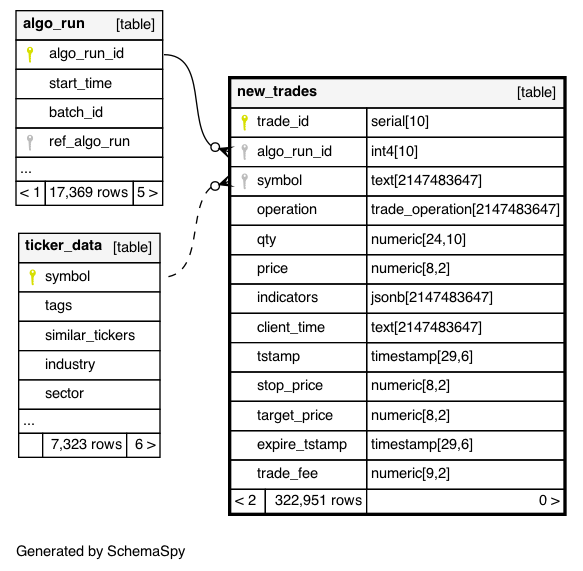 algo_run [table]
algo_run_id
start_time
batch_id
ref_algo_run
...
< 1 17,369 rows 5 >
new_trades [table]
trade_id serial[10]
algo_run_id int4[10]
symbol text[2147483647]
operation trade_operation[2147483647]
qty numeric[24,10]
price numeric[8,2]
indicators jsonb[2147483647]
client_time text[2147483647]
tstamp timestamp[29,6]
stop_price numeric[8,2]
target_price numeric[8,2]
expire_tstamp timestamp[29,6]
trade_fee numeric[9,2]
< 2 322,951 rows 0 >
ticker_data [table]
symbol
tags
similar_tickers
industry
sector
...
7,323 rows 6 >
Generated by SchemaSpy